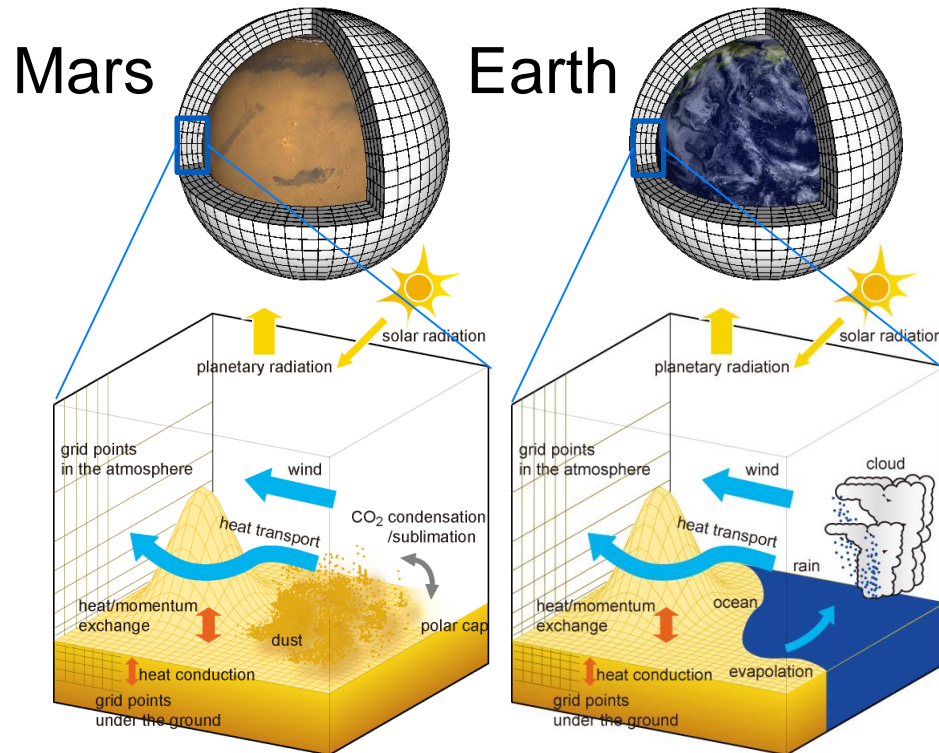 Mars
solar radiation
planetary radiation
grid points
in the atmosphere
wind
heat transport
CO₂ condensation
/sublimation
heat/momentum
exchange
dust
polar cap
heat conduction
grid points
under the ground
Earth
solar radiation
planetary radiation
grid points
in the atmosphere
wind
cloud
heat transport
rain
ocean
heat/momentum
exchange
evapolation
heat conduction
grid points
under the ground